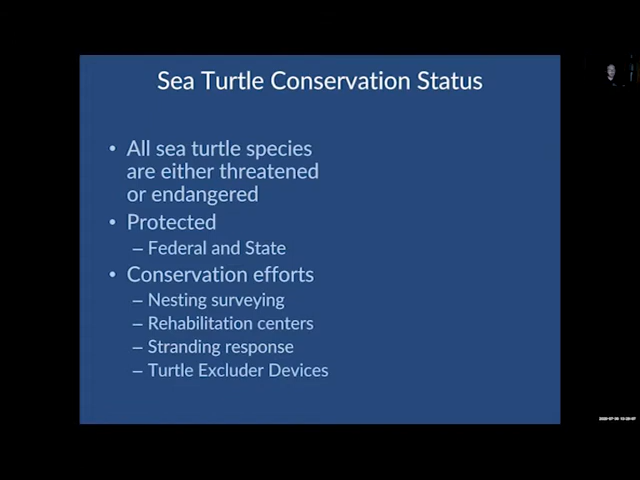 Sea Turtle Conservation Status
• All sea turtle species
are either threatened
or endangered
• Protected
– Federal and State
• Conservation efforts
– Nesting surveying
– Rehabilitation centers
– Stranding response
– Turtle Excluder Devices